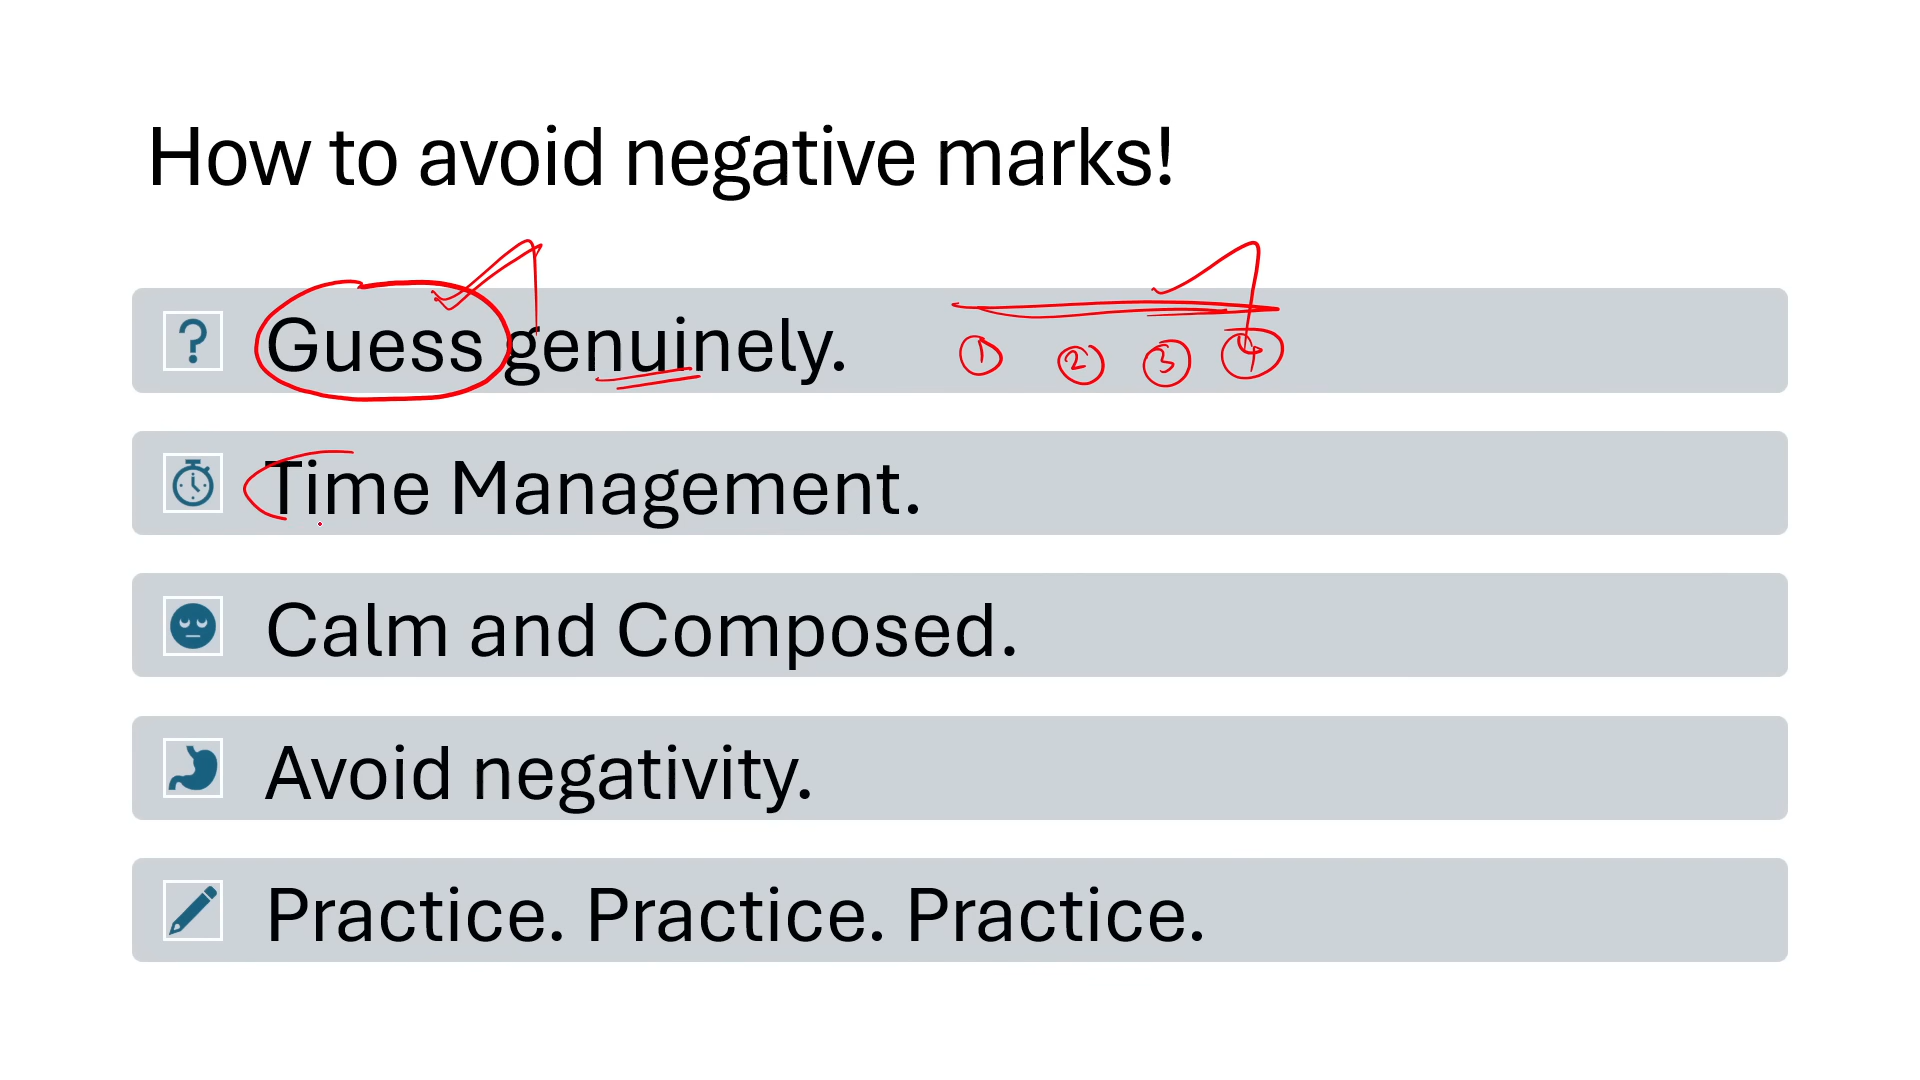 How to avoid negative marks!
Guess genuinely. ① ② ③ ④
Time Management.
Calm and Composed.
Avoid negativity.
Practice. Practice. Practice.